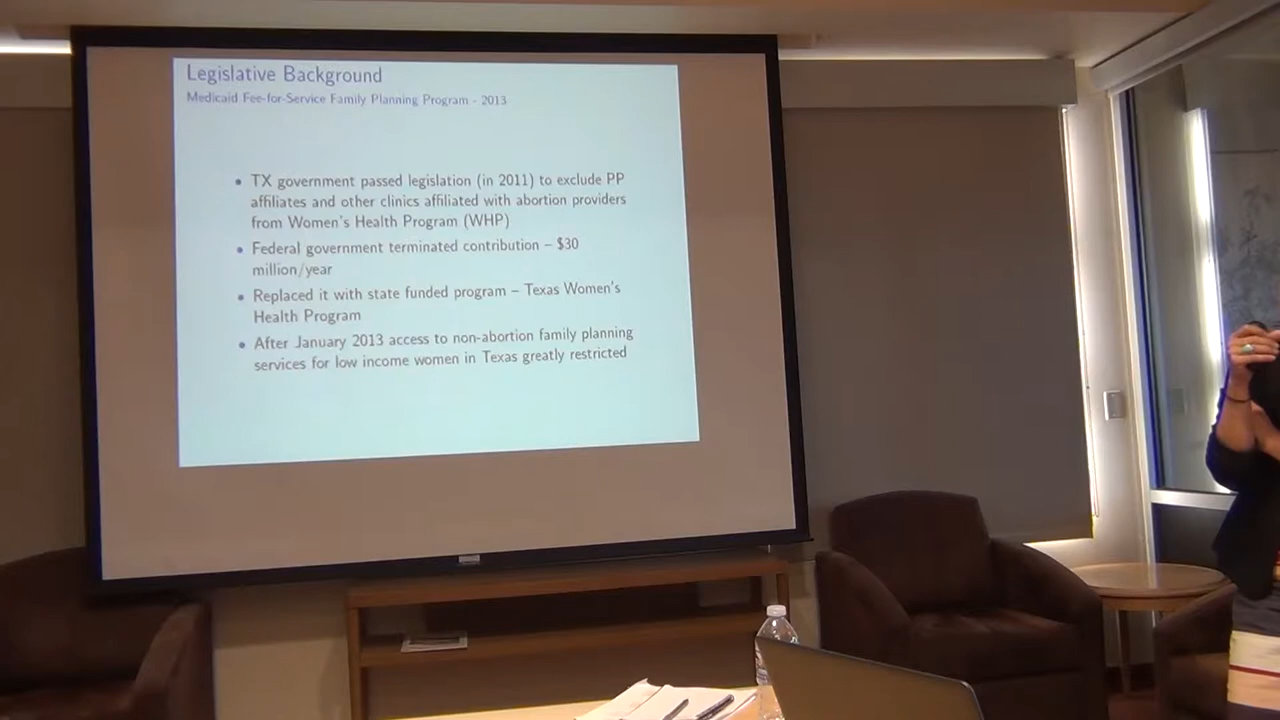 Legislative Background
Medicaid Fee-for-Service Family Planning Program - 2013
• TX government passed legislation (in 2011) to exclude PP
affiliates and other clinics affiliated with abortion providers
from Women's Health Program (WHP)
• Federal government terminated contribution – $30
million/year
• Replaced it with state funded program – Texas Women's
Health Program
• After January 2013 access to non-abortion family planning
services for low income women in Texas greatly restricted